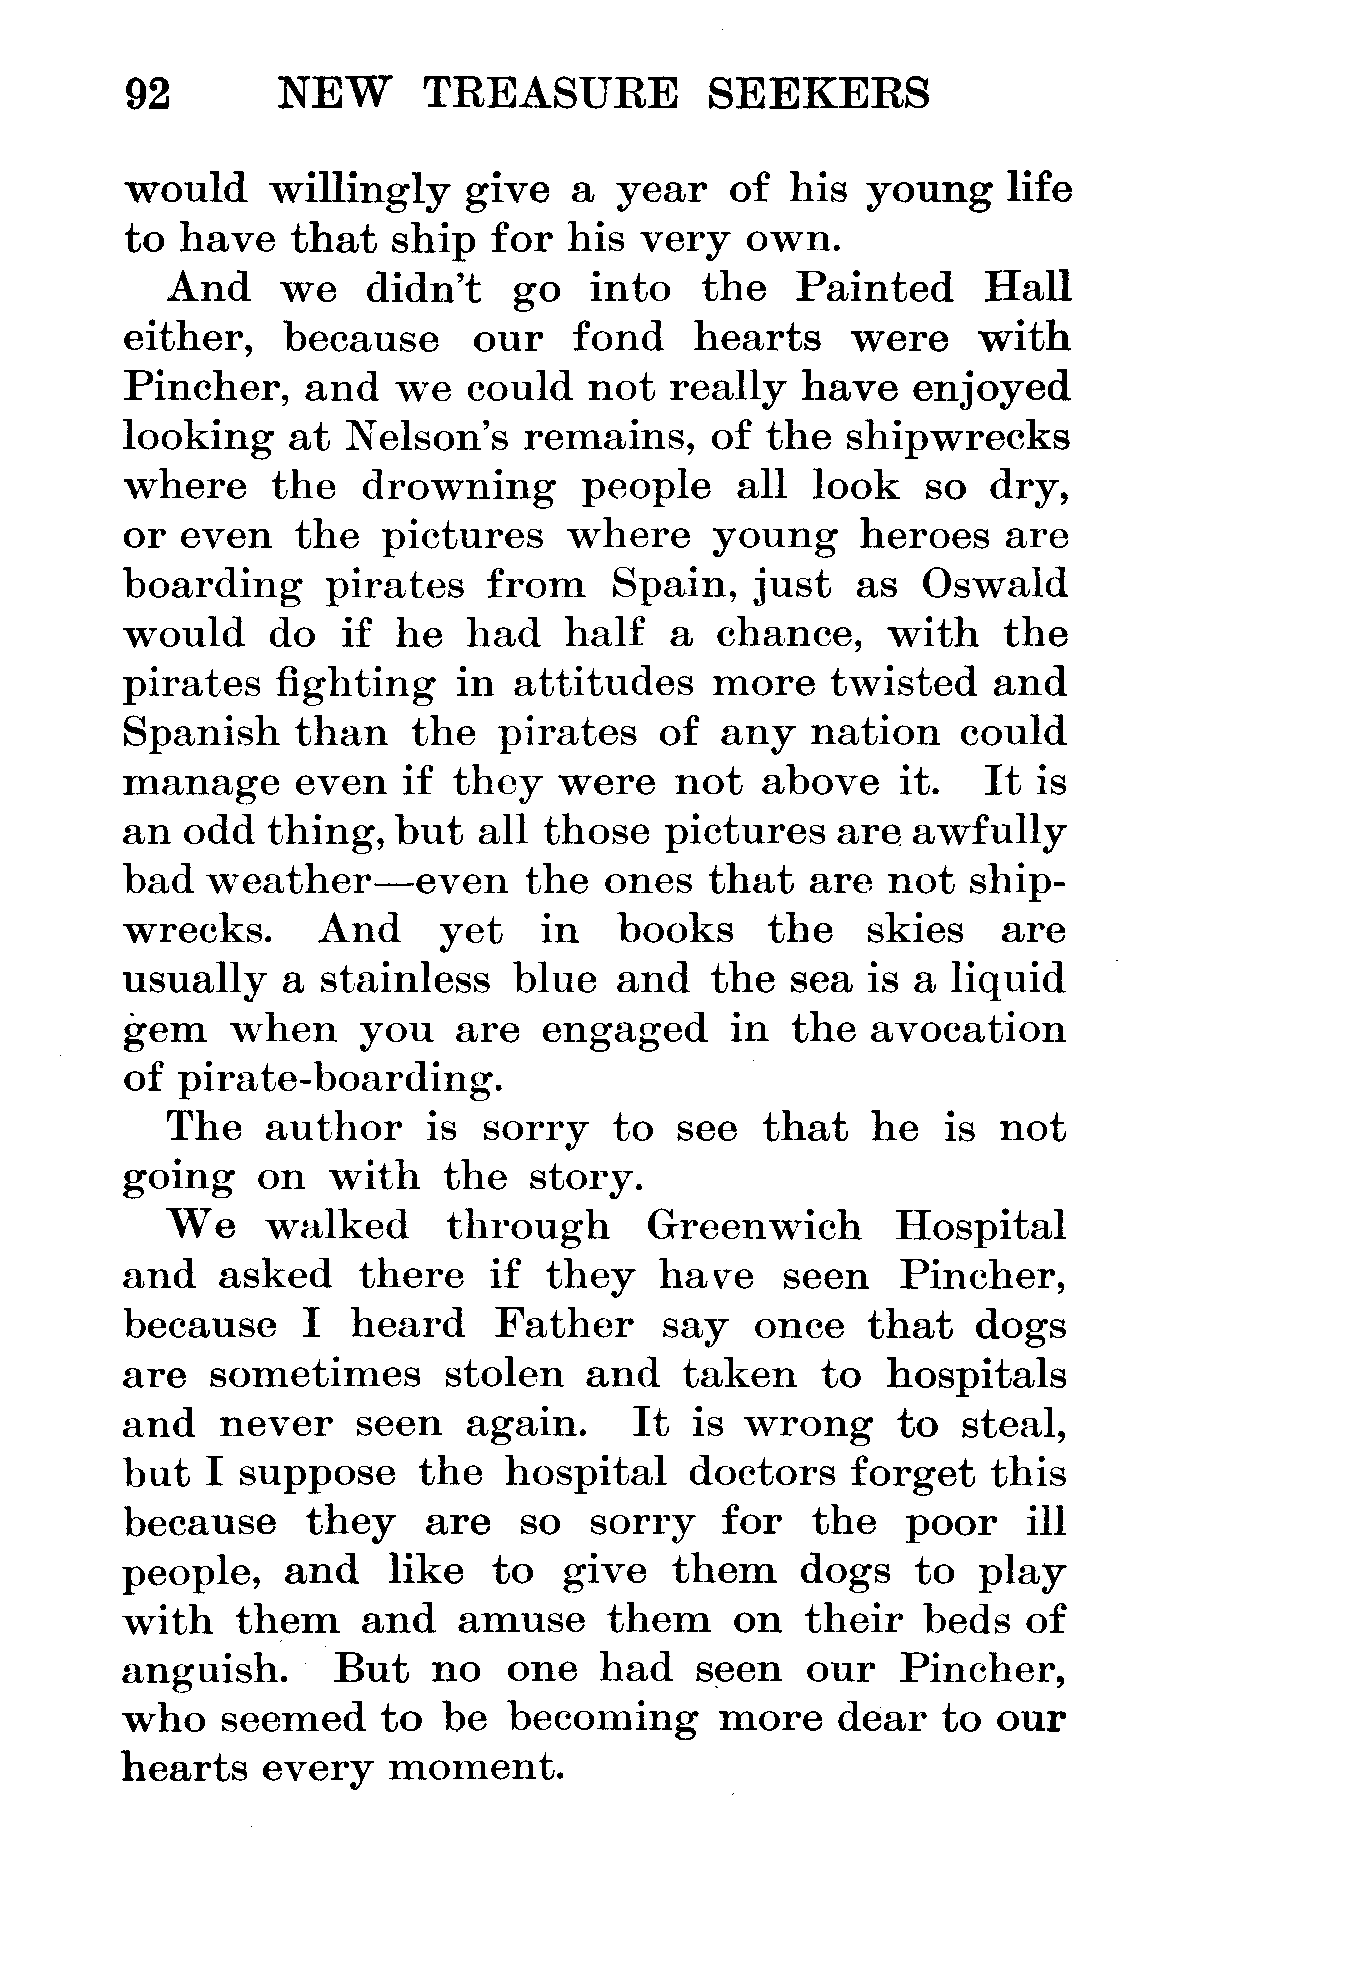 92 NEW TREASURE SEEKERS
would willingly give a year of his young life
to have that ship for his very own.
And we didn't go into the Painted Hall
either, because our fond hearts were with
Pincher, and we could not really have enjoyed
looking at Nelson's remains, of the shipwrecks
where the drowning people all look so dry,
or even the pictures where young heroes are
boarding pirates from Spain, just as Oswald
would do if he had half a chance, with the
pirates fighting in attitudes more twisted and
Spanish than the pirates of any nation could
manage even if they were not above it. It is
an odd thing, but all those pictures are awfully
bad weather—even the ones that are not ship-
wrecks. And yet in books the skies are
usually a stainless blue and the sea is a liquid
gem when you are engaged in the avocation
of pirate-boarding.
The author is sorry to see that he is not
going on with the story.
We walked through Greenwich Hospital
and asked there if they have seen Pincher,
because I heard Father say once that dogs
are sometimes stolen and taken to hospitals
and never seen again. It is wrong to steal,
but I suppose the hospital doctors forget this
because they are so sorry for the poor ill
people, and like to give them dogs to play
with them and amuse them on their beds of
anguish. But no one had seen our Pincher,
who seemed to be becoming more dear to our
hearts every moment.